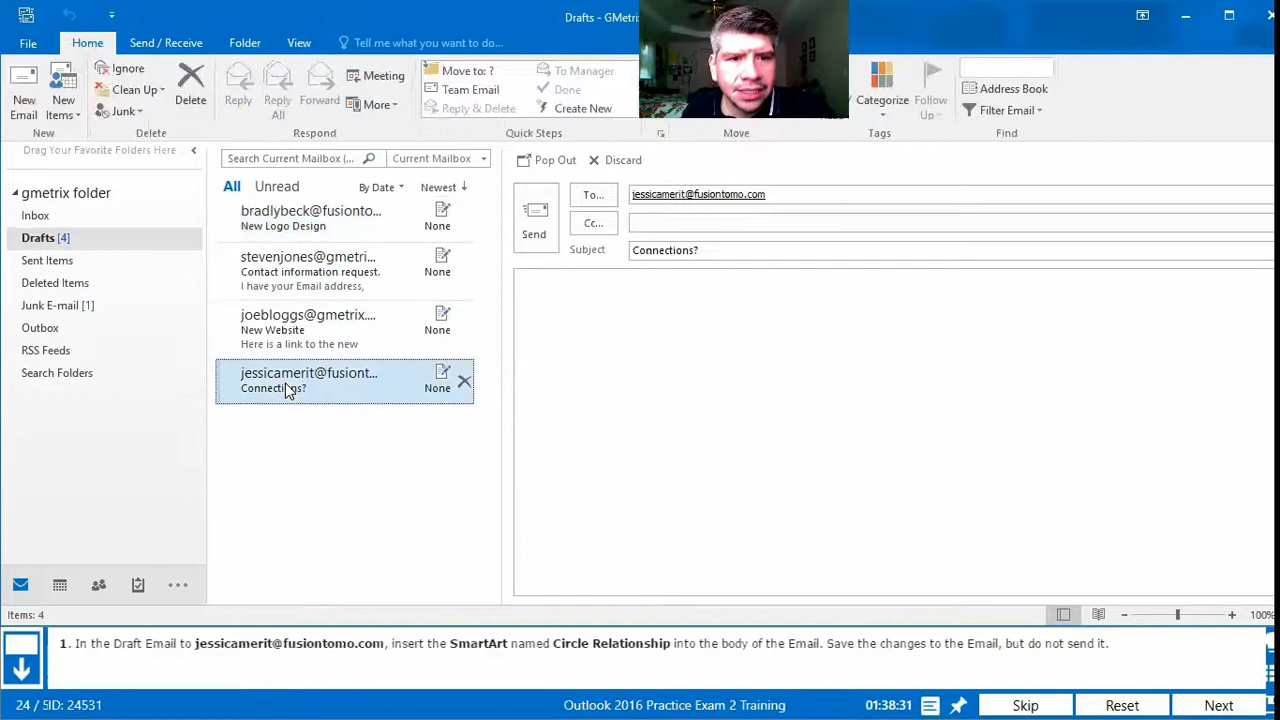 Drafts - GMetri
File
Home
Send / Receive
Folder
View
Tell me what you want to do...
New Email
New Items
Ignore
Clean Up
Junk
Delete
Reply
Reply All
Forward
Meeting
More
Move to: ?
Team Email
Reply & Delete
To Manager
Done
Create New
Categorize
Follow Up
Address Book
Filter Email
New
Delete
Respond
Quick Steps
Move
Tags
Find
Drag Your Favorite Folders Here
gmetrix folder
Inbox
Drafts [4]
Sent Items
Deleted Items
Junk E-mail [1]
Outbox
RSS Feeds
Search Folders
Search Current Mailbox (...
Current Mailbox
All
Unread
By Date
Newest
bradlybeck@fusionto...
New Logo Design
None
stevenjones@gmetri...
Contact information request.
None
I have your Email address,
joebloggs@gmetrix....
New Website
None
Here is a link to the new
jessicamerit@fusiont...
Connections?
None
Pop Out
Discard
Send
To...
jessicamerit@fusiontomo.com
Cc...
Subject
Connections?
Items: 4
100%
1. In the Draft Email to jessicamerit@fusiontomo.com, insert the SmartArt named Circle Relationship into the body of the Email. Save the changes to the Email, but do not send it.
24 / 5ID: 24531
Outlook 2016 Practice Exam 2 Training
01:38:31
Skip
Reset
Next